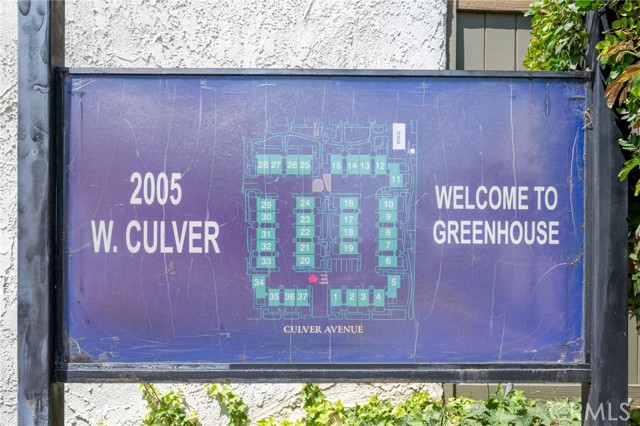 2005
W. CULVER
POOL
28 27 26 25
15 14 13 12
11
29
30
31
32
33
24
23
22
21
20
16
17
18
19
10
9
8
7
6
34
35 36 37
1 2 3 4
5
CULVER AVENUE
WELCOME TO
GREENHOUSE
CRMLS